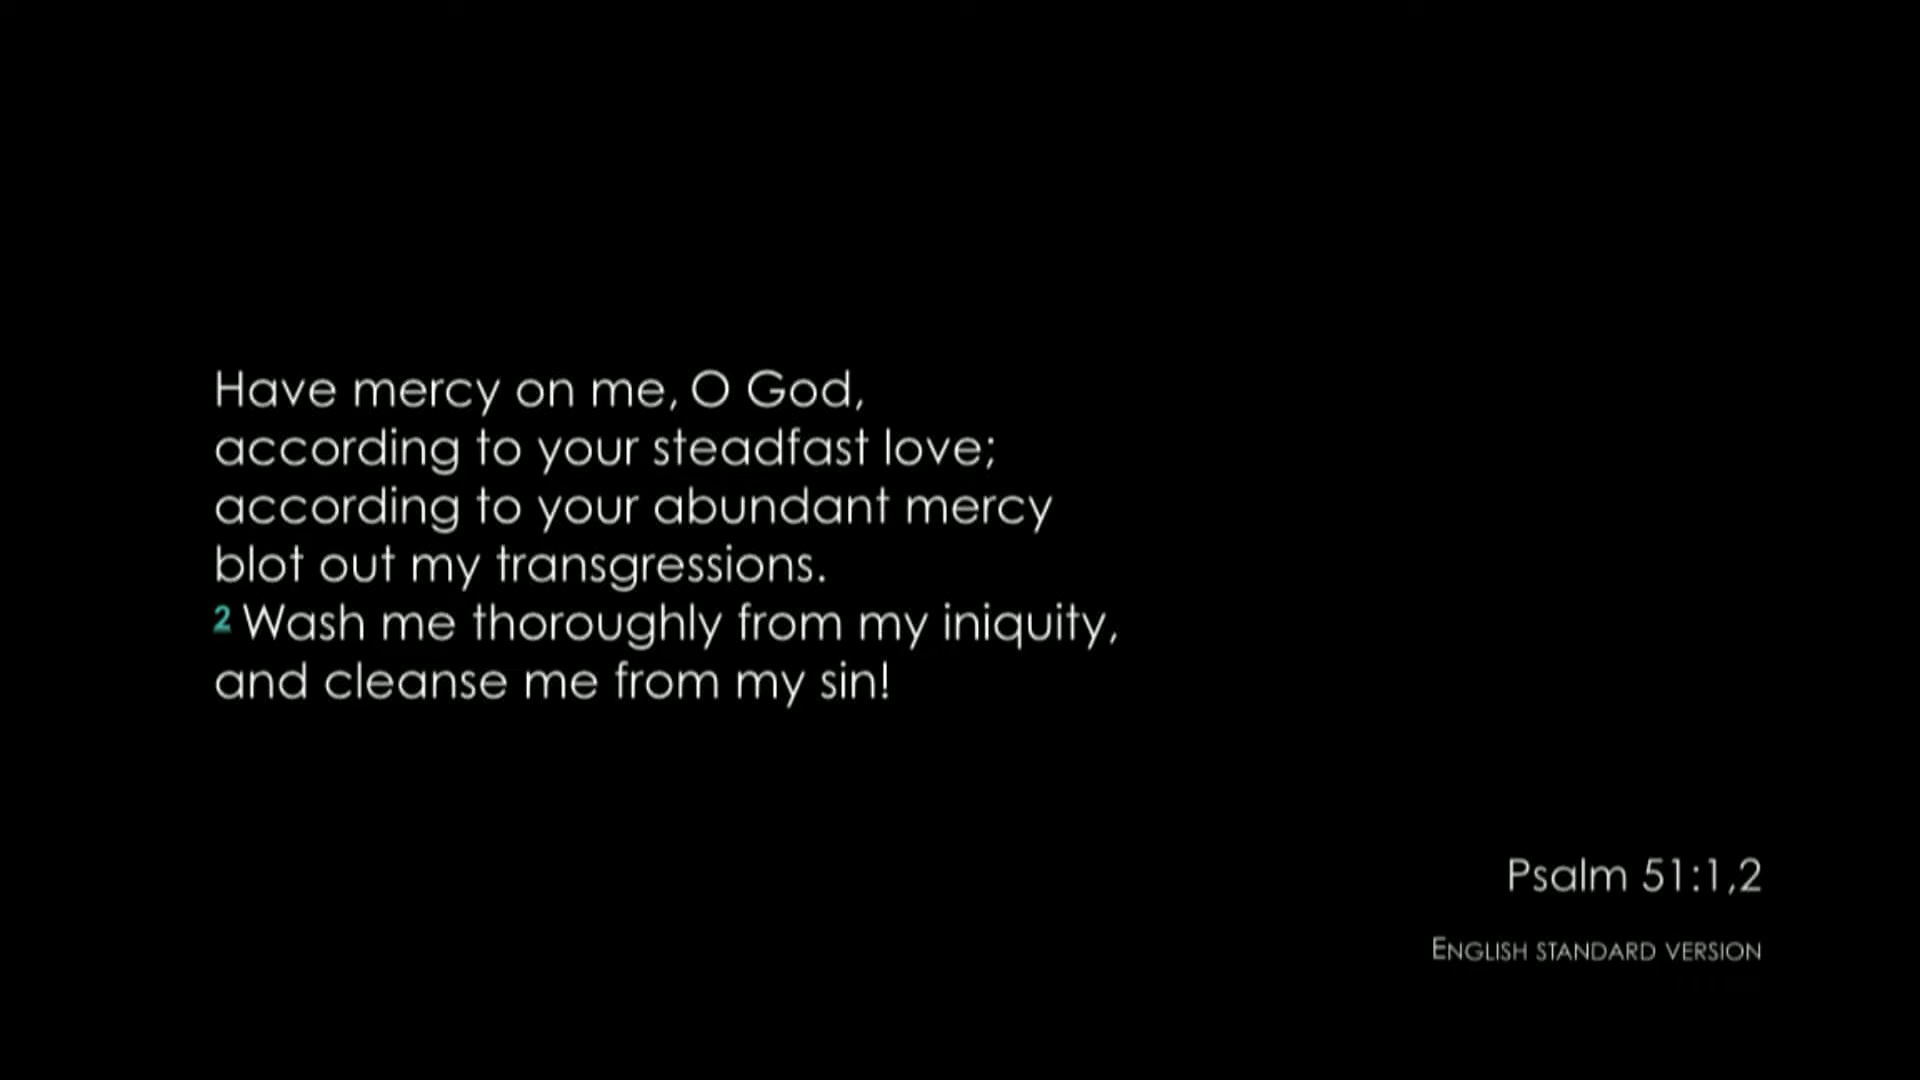 Have mercy on me, O God,
according to your steadfast love;
according to your abundant mercy
blot out my transgressions.
2 Wash me thoroughly from my iniquity,
and cleanse me from my sin!
Psalm 51:1,2
ENGLISH STANDARD VERSION